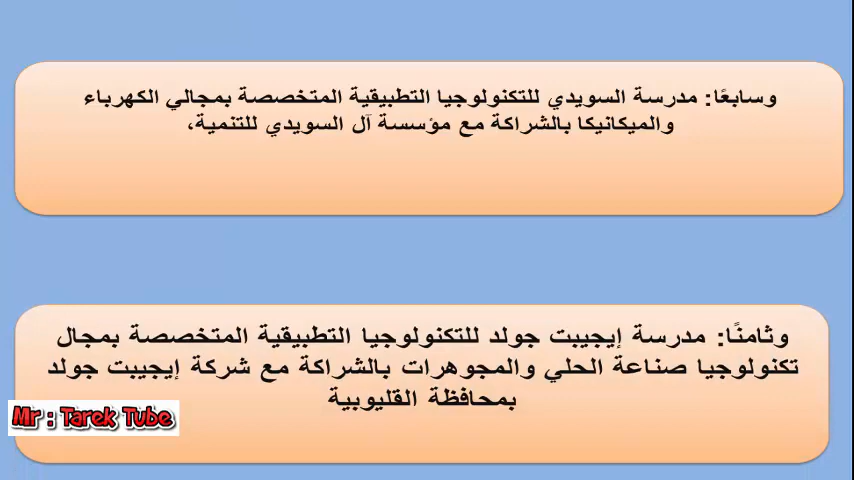 وسابعًا: مدرسة السويدي للتكنولوجيا التطبيقية المتخصصة بمجالي الكهرباء
والميكانيكا بالشراكة مع مؤسسة آل السويدي للتنمية،
وثامنًا: مدرسة إيجيبت جولد للتكنولوجيا التطبيقية المتخصصة بمجال
تكنولوجيا صناعة الحلي والمجوهرات بالشراكة مع شركة إيجيبت جولد
بمحافظة القليوبية
Mr : Tarek Tube